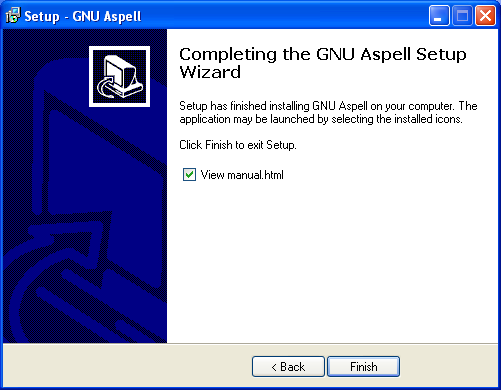 Setup - GNU Aspell
Completing the GNU Aspell Setup
Wizard
Setup has finished installing GNU Aspell on your computer. The
application may be launched by selecting the installed icons.
Click Finish to exit Setup.
View manual.html
< Back
Finish